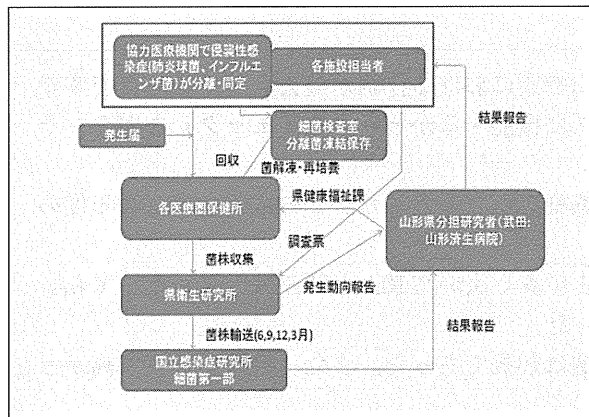 協力医療機関で侵襲性感
染症(肺炎球菌、インフルエ
ンザ菌)が分離・同定
各施設担当者
発生届
細菌検査室
分離菌凍結保存
結果報告
回収
菌解凍・再培養
各医療圏保健所
県健康福祉課
山形県分担研究者(武田:
山形済生病院)
菌株収集
調査票
県衛生研究所
発生動向報告
菌株輸送(6,9,12,3月)
結果報告
国立感染症研究所
細菌第一部